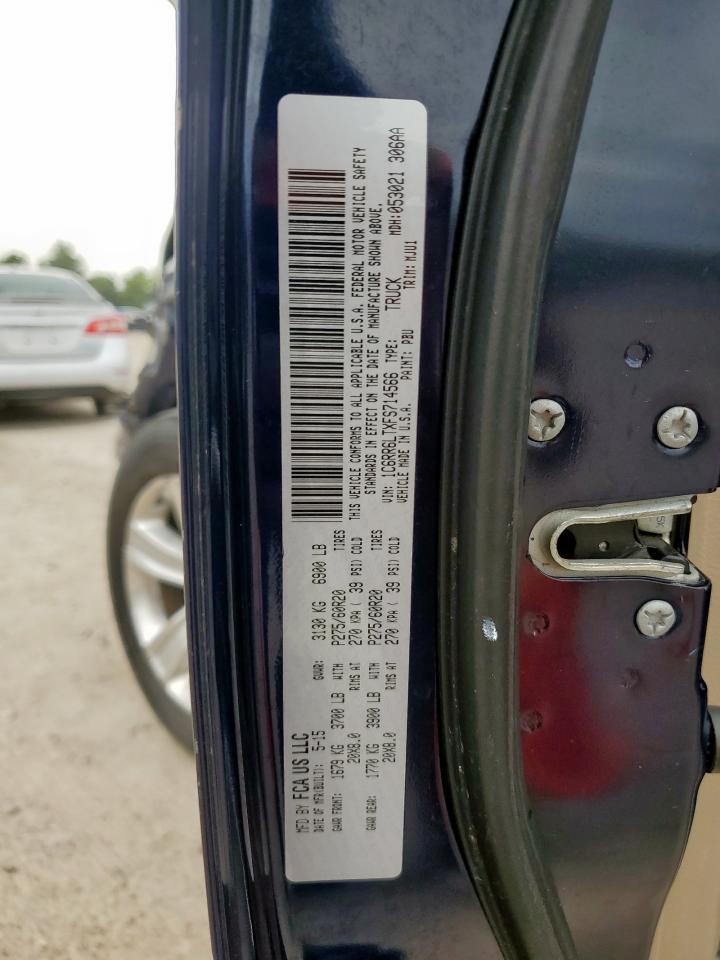 MFD BY FCA US LLC
DATE OF MFR(BUILT): 5-15 GVWR: 3130 KG 6900 LB
GAWR FRONT: 1679 KG 3700 LB WITH P275/60R20 TIRES
20X8.0 RIMS AT 270 KPA ( 39 PSI) COLD
GAWR REAR: 1770 KG 3900 LB WITH P275/60R20 TIRES
20X8.0 RIMS AT 270 KPA ( 39 PSI) COLD
THIS VEHICLE CONFORMS TO ALL APPLICABLE U.S.A. FEDERAL MOTOR VEHICLE SAFETY
STANDARDS IN EFFECT ON THE DATE OF MANUFACTURE SHOWN ABOVE.
VIN: 1C6RR6LTXFS714566 TYPE: TRUCK MDH:053021 306AA
VEHICLE MADE IN U.S.A. PAINT: PBU TRIM: MJU1